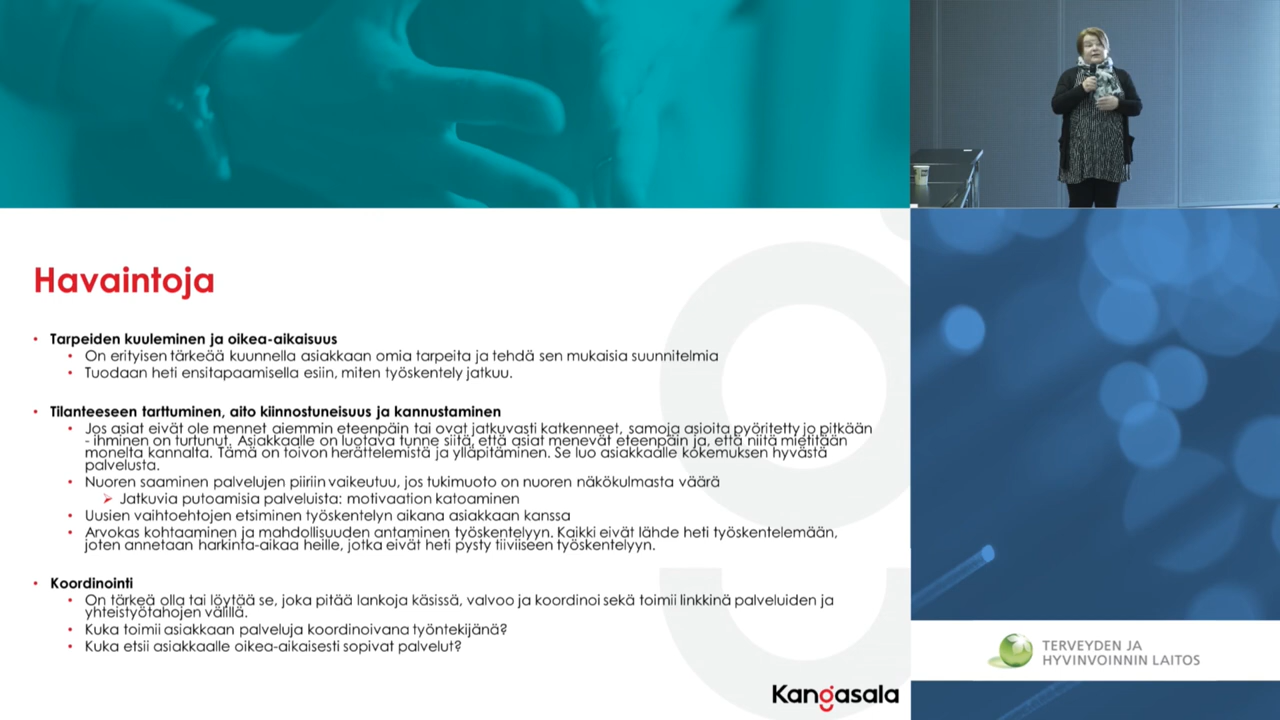 Havaintoja
• Tarpeiden kuuleminen ja oikea-aikaisuus
• On erityisen tärkeää kuunnella asiakkaan omia tarpeita ja tehdä sen mukaisia suunnitelmia
• Tuodaan heti ensitapaamisella esiin, miten työskentely jatkuu.
• Tilanteeseen tarttuminen, aito kiinnostuneisuus ja kannustaminen
• Jos asiat eivät ole mennet aiemmin eteenpäin tai ovat jatkuvasti katkenneet, samoja asioita pyöritetty jo pitkään
- ihminen on turtunut. Asiakkaalle on luotava tunne siitä, että asiat menevät eteenpäin ja, että niitä mietitään
monelta kannalta. Tämä on toivon herättelemistä ja ylläpitäminen. Se luo asiakkaalle kokemuksen hyvästä
palvelusta.
• Nuoren saaminen palvelujen piiriin vaikeutuu, jos tukimuoto on nuoren näkökulmasta väärä
➢ Jatkuvia putoamisia palveluista: motivaation katoaminen
• Uusien vaihtoehtojen etsiminen työskentelyn aikana asiakkaan kanssa
• Arvokas kohtaaminen ja mahdollisuuden antaminen työskentelyyn. Kaikki eivät lähde heti työskentelemään,
joten annetaan harkinta-aikaa heille, jotka eivät heti pysty tiiviiseen työskentelyyn.
• Koordinointi
• On tärkeä olla tai löytää se, joka pitää lankoja käsissä, valvoo ja koordinoi sekä toimii linkkinä palveluiden ja
yhteistyötahojen välillä.
• Kuka toimii asiakkaan palveluja koordinoivana työntekijänä?
• Kuka etsii asiakkaalle oikea-aikaisesti sopivat palvelut?
Kangasala
TERVEYDEN JA
HYVINVOINNIN LAITOS